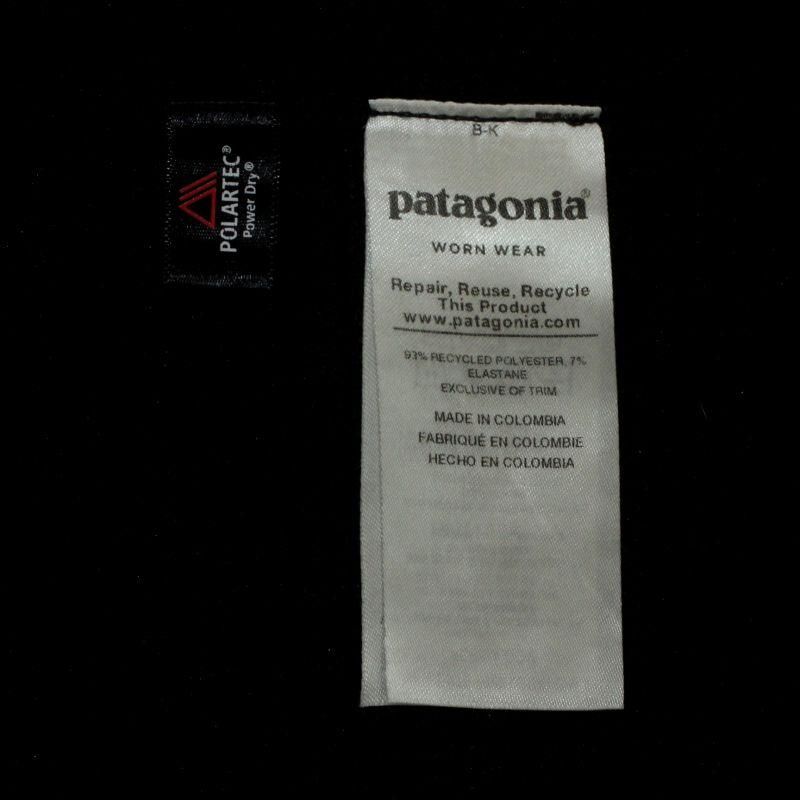 POLARTEC®
Power Dry®
B-K
patagonia®
WORN WEAR
Repair, Reuse, Recycle
This Product
www.patagonia.com
93% RECYCLED POLYESTER, 7%
ELASTANE
EXCLUSIVE OF TRIM
MADE IN COLOMBIA
FABRIQUÉ EN COLOMBIE
HECHO EN COLOMBIA